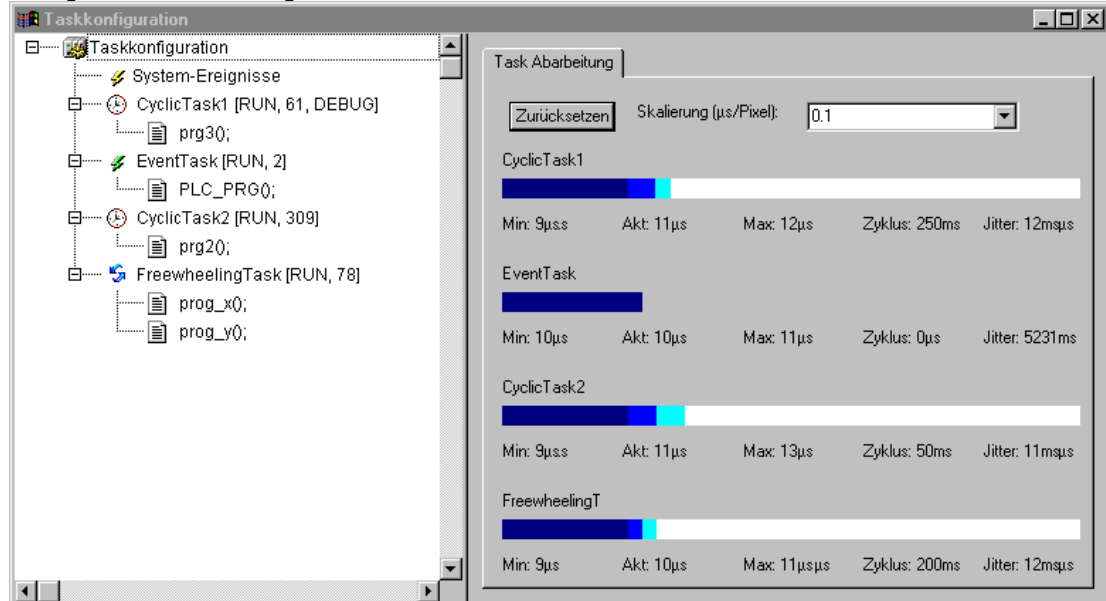 Taskkonfiguration
Taskkonfiguration
System-Ereignisse
CyclicTask1 [RUN, 61, DEBUG]
prg3();
EventTask [RUN, 2]
PLC_PRG();
CyclicTask2 [RUN, 309]
prg2();
FreewheelingTask [RUN, 78]
prog_x();
prog_y();
Task Abarbeitung
Zurücksetzen Skalierung (µs/Pixel): 0.1
CyclicTask1
Min: 9µs.s Akt: 11µs Max: 12µs Zyklus: 250ms Jitter: 12msµs
EventTask
Min: 10µs Akt: 10µs Max: 11µs Zyklus: 0µs Jitter: 5231ms
CyclicTask2
Min: 9µs.s Akt: 11µs Max: 13µs Zyklus: 50ms Jitter: 11msµs
FreewheelingT
Min: 9µs Akt: 10µs Max: 11µsµs Zyklus: 200ms Jitter: 12msµs